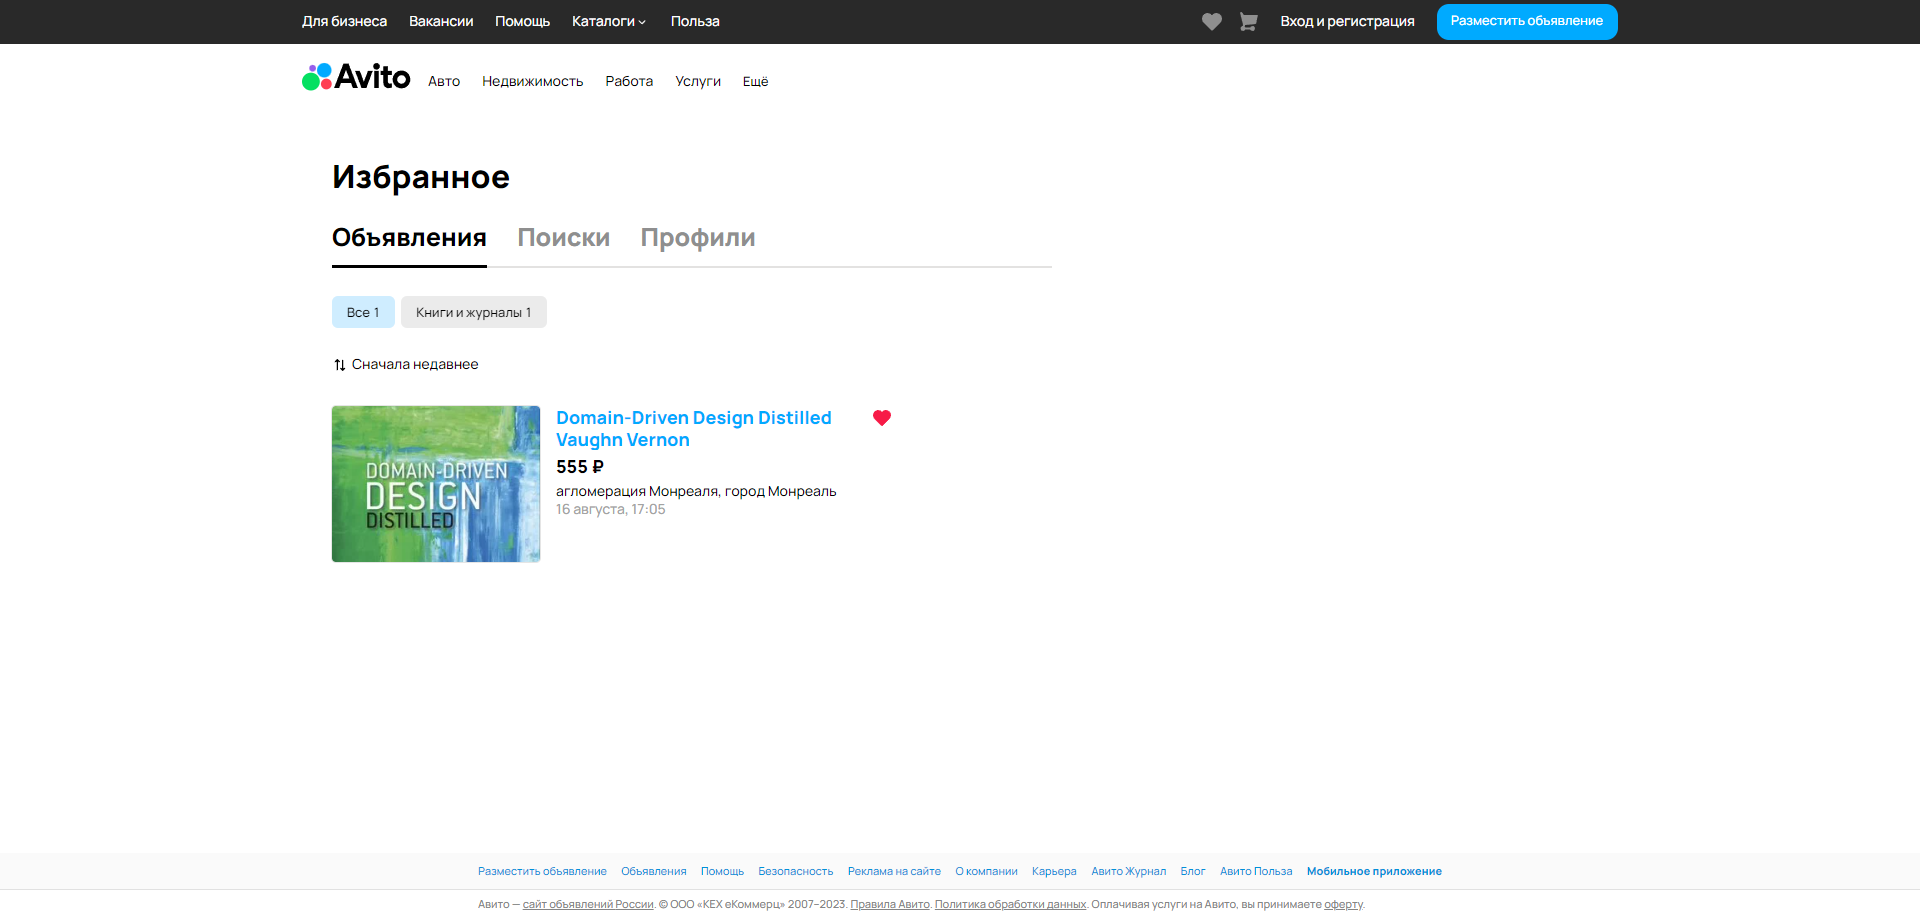 Для бизнеса Вакансии Помощь Каталоги Польза Вход и регистрация Разместить объявление
Avito Авто Недвижимость Работа Услуги Ещё
Избранное
Объявления Поиски Профили
Все 1 Книги и журналы 1
Сначала недавнее
DOMAIN-DRIVEN
DESIGN
DISTILLED
Domain-Driven Design Distilled
Vaughn Vernon
555 ₽
агломерация Монреаля, город Монреаль
16 августа, 17:05
Разместить объявление Объявления Помощь Безопасность Реклама на сайте О компании Карьера Авито Журнал Блог Авито Польза Мобильное приложение
Авито — сайт объявлений России. © ООО «КЕХ еКоммерц» 2007–2023. Правила Авито. Политика обработки данных. Оплачивая услуги на Авито, вы принимаете оферту.